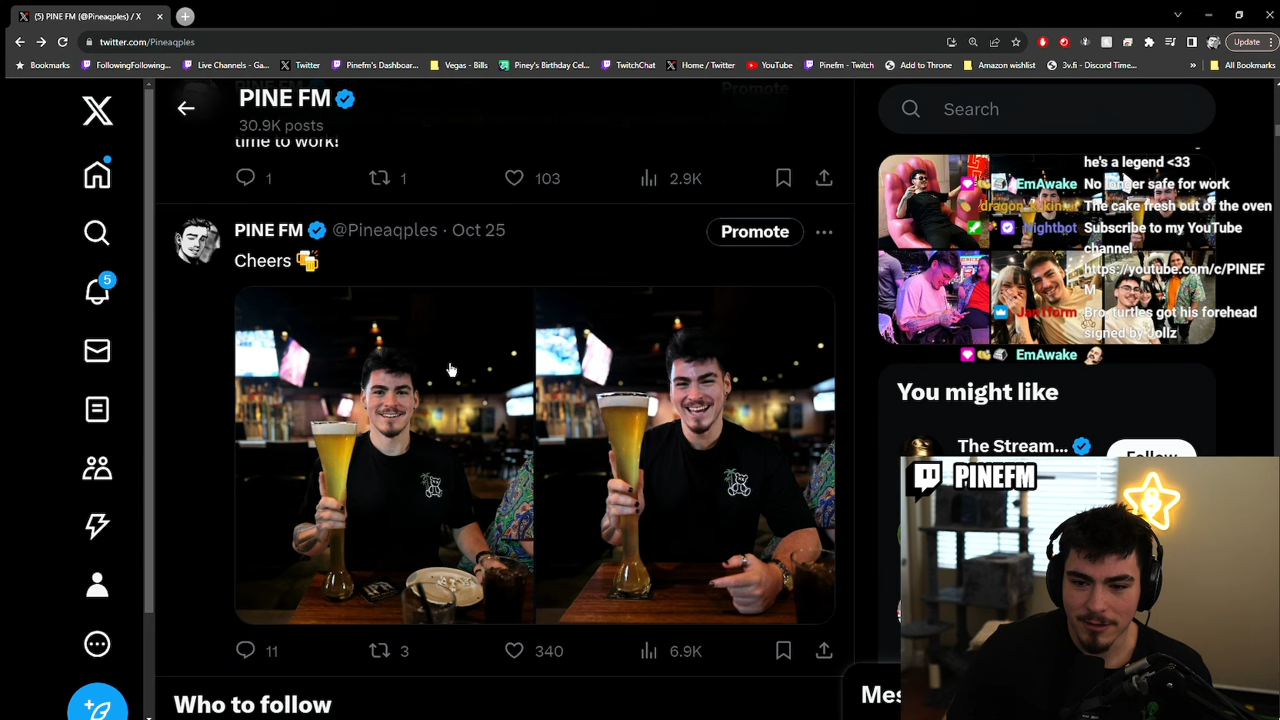 (5) PINE FM (@Pineaqples) / X
twitter.com/Pineaqples
Update
Bookmarks
FollowingFollowing...
Live Channels - Ga...
Twitter
Pinefm's Dashboar...
Vegas - Bills
Piney's Birthday Cel...
TwitchChat
Home / Twitter
YouTube
Pinefm - Twitch
Add to Throne
Amazon wishlist
3v.fi - Discord Time...
»
All Bookmarks
PINE FM
30.9K posts
Promote
time to work!
1
1
103
2.9K
PINE FM @Pineaqples · Oct 25
Promote
Cheers
11
3
340
6.9K
Who to follow
5
Search
he's a legend <33
EmAwake No longer safe for work
The cake fresh out of the oven
Nightbot Subscribe to my YouTube
channel
https://youtube.com/c/PINEF
M
Bro, turtles got his forehead
signed by Jollz
EmAwake
You might like
The Stream...
Follow
PINEFM
Mes